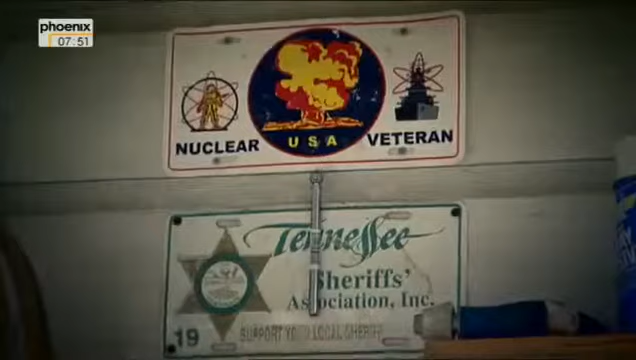 phoenix
07:51
NUCLEAR
USA
VETERAN
Tennessee
Sheriffs'
Association, Inc.
19
SUPPORT YOUR LOCAL SHERIFF